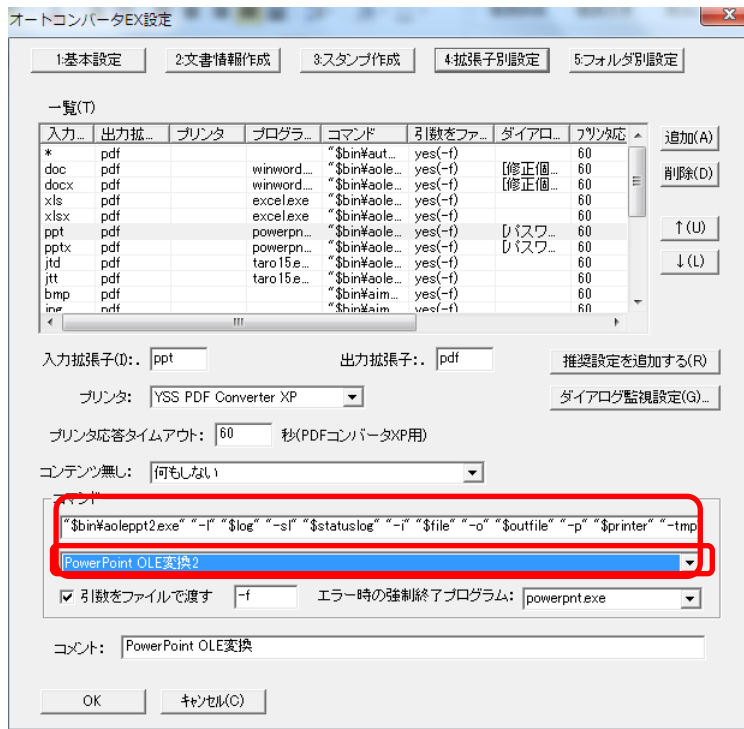 オートコンバータEX設定
1:基本設定 2:文書情報作成 3:スタンプ作成 4:拡張子別設定 5:フォルダ別設定
一覧(T)
入力... 出力拡... プリンタ プログラ... コマンド 引数をファ... ダイアロ... プリンタ応
* pdf "$bin¥aut... yes(-f) 60
doc pdf winword.... "$bin¥aole... yes(-f) [修正個... 60
docx pdf winword.... "$bin¥aole... yes(-f) [修正個... 60
xls pdf excel.exe "$bin¥aole... yes(-f) 60
xlsx pdf excel.exe "$bin¥aole... yes(-f) 60
ppt pdf powerpn... "$bin¥aole... yes(-f) [パスワ... 60
pptx pdf powerpn... "$bin¥aole... yes(-f) [パスワ... 60
jtd pdf taro15.e... "$bin¥aole... yes(-f) 60
jtt pdf taro15.e... "$bin¥aole... yes(-f) 60
bmp pdf "$bin¥aim... yes(-f) 60
jpg pdf "$bin¥aim yes(-f) 60
追加(A)
削除(D)
↑(U)
↓(L)
入力拡張子(I):. ppt 出力拡張子:. pdf 推奨設定を追加する(R)
プリンタ: YSS PDF Converter XP ダイアログ監視設定(G)...
プリンタ応答タイムアウト: 60 秒(PDFコンバータXP用)
コンテンツ無し: 何もしない
コマンド
"$bin¥aoleppt2.exe" "-l" "$log" "-sl" "$statuslog" "-i" "$file" "-o" "$outfile" "-p" "$printer" "-tmp
PowerPoint OLE変換2
引数をファイルで渡す -f エラー時の強制終了プログラム: powerpnt.exe
コメント: PowerPoint OLE変換
OK キャンセル(C)